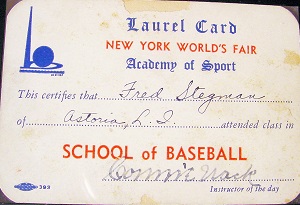 Laurel Card
NEW YORK WORLD'S FAIR
Academy of Sport
This certifies that Fred Stegman
of Astoria, L. I. attended class in
SCHOOL of BASEBALL
Connie Mack
Instructor of the day
393